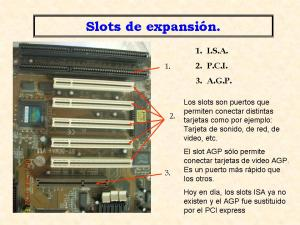 Slots de expansión.
1. I.S.A.
2. P.C.I.
3. A.G.P.
1.
2.
3.
Los slots son puertos que
permiten conectar distintas
tarjetas como por ejemplo:
Tarjeta de sonido, de red, de
video, etc.
El slot AGP sólo permite
conectar tarjetas de video AGP.
Es un puerto más rápido que
los otros.
Hoy en día, los slots ISA ya no
existen y el AGP fue sustituido
por el PCI express